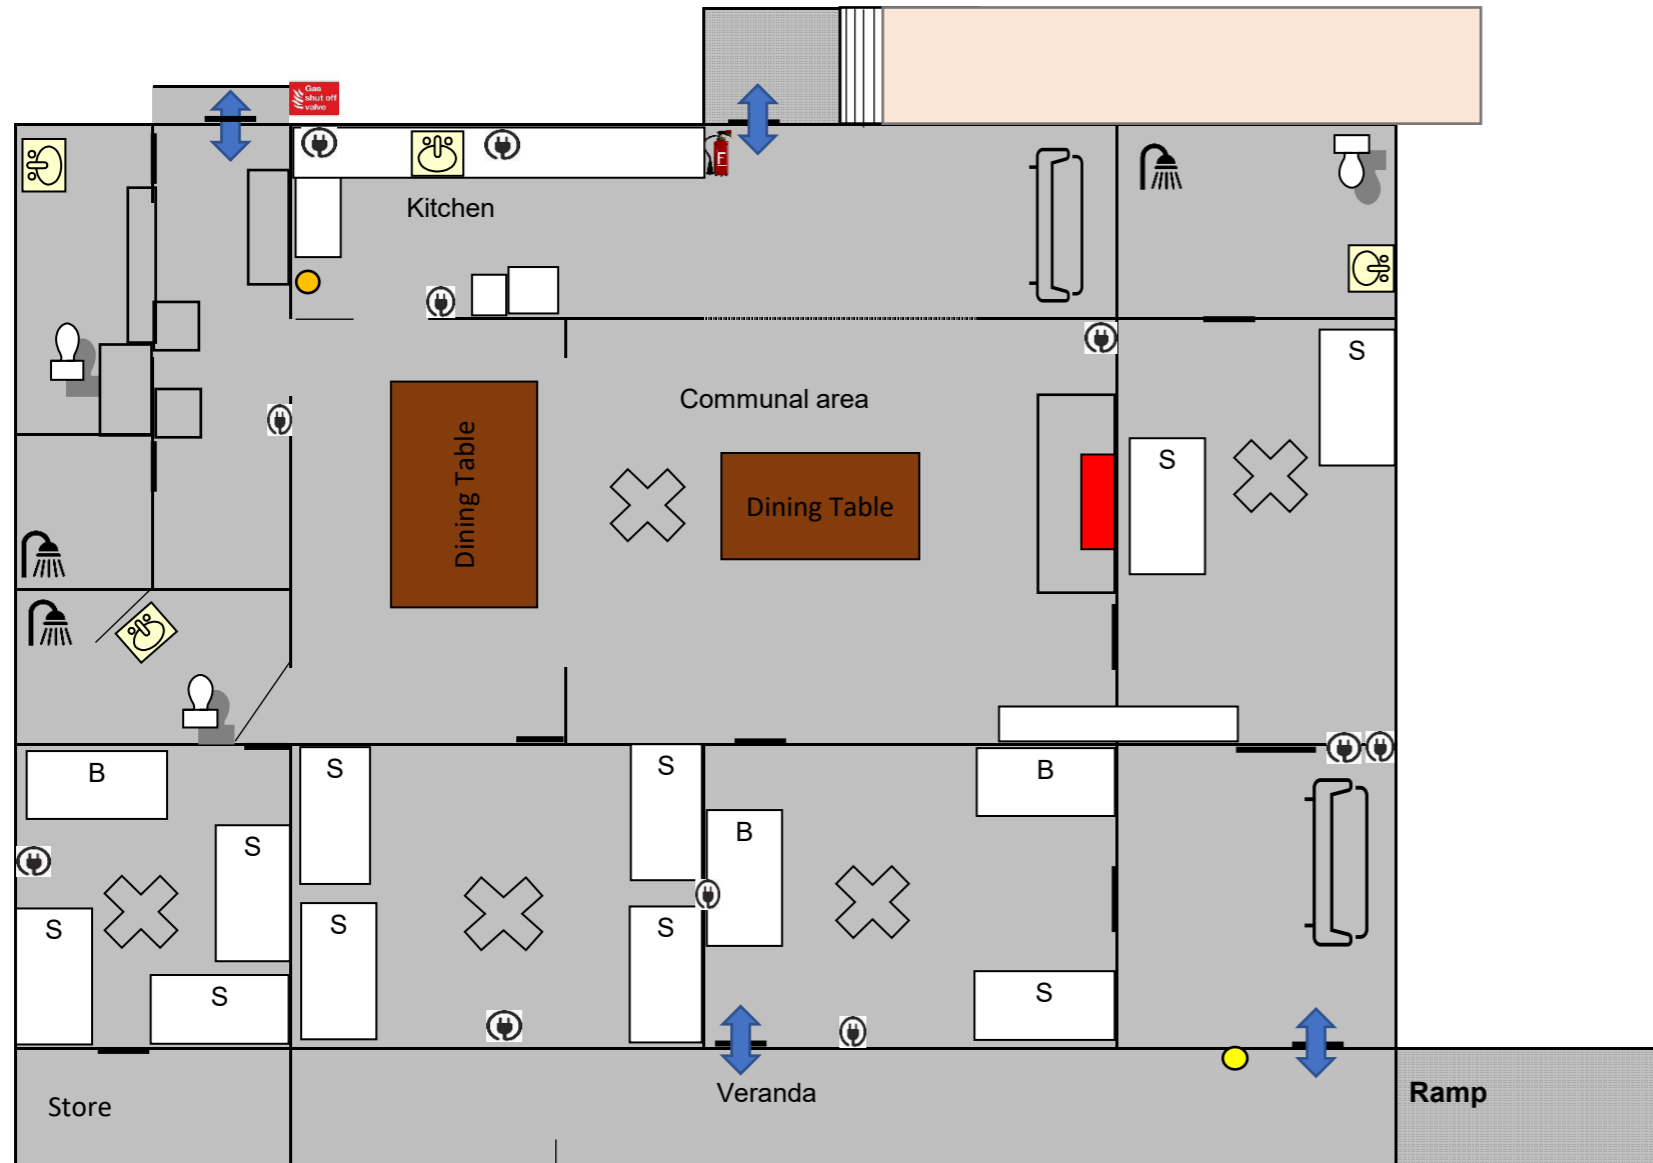 Gas
shut off
valve
F
Kitchen
S
Communal area
S
Dining Table
Dining Table
B
S
S
B
S
B
S
S
S
S
S
Store
Veranda
Ramp